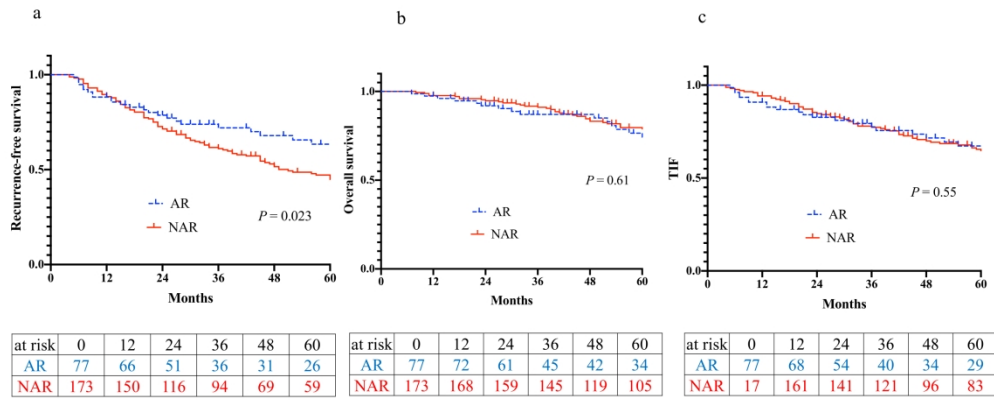 a
Recurrence-free survival
1.0
0.5
0.0
AR
NAR
P = 0.023
0 12 24 36 48 60
Months
at risk 0 12 24 36 48 60
AR 77 66 51 36 31 26
NAR 173 150 116 94 69 59
b
Overall survival
1.0
0.5
0.0
P = 0.61
AR
NAR
0 12 24 36 48 60
Months
at risk 0 12 24 36 48 60
AR 77 72 61 45 42 34
NAR 173 168 159 145 119 105
c
TIF
1.0
0.5
0.0
P = 0.55
AR
NAR
0 12 24 36 48 60
Months
at risk 0 12 24 36 48 60
AR 77 68 54 40 34 29
NAR 17 161 141 121 96 83